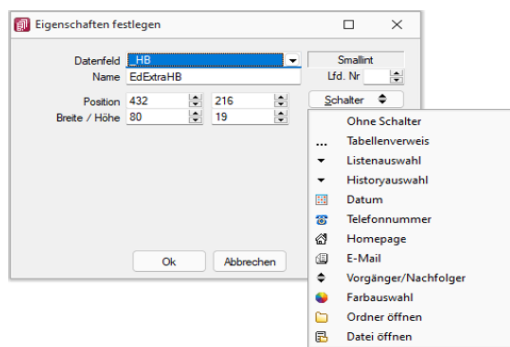 Eigenschaften festlegen
Datenfeld _HB Smallint
Name EdExtraHB Lfd. Nr
Position 432 216 Schalter
Breite / Höhe 80 19
Ohne Schalter
... Tabellenverweis
Listenauswahl
Historyauswahl
Datum
Telefonnummer
Homepage
E-Mail
Vorgänger/Nachfolger
Farbauswahl
Ordner öffnen
Datei öffnen
Ok Abbrechen